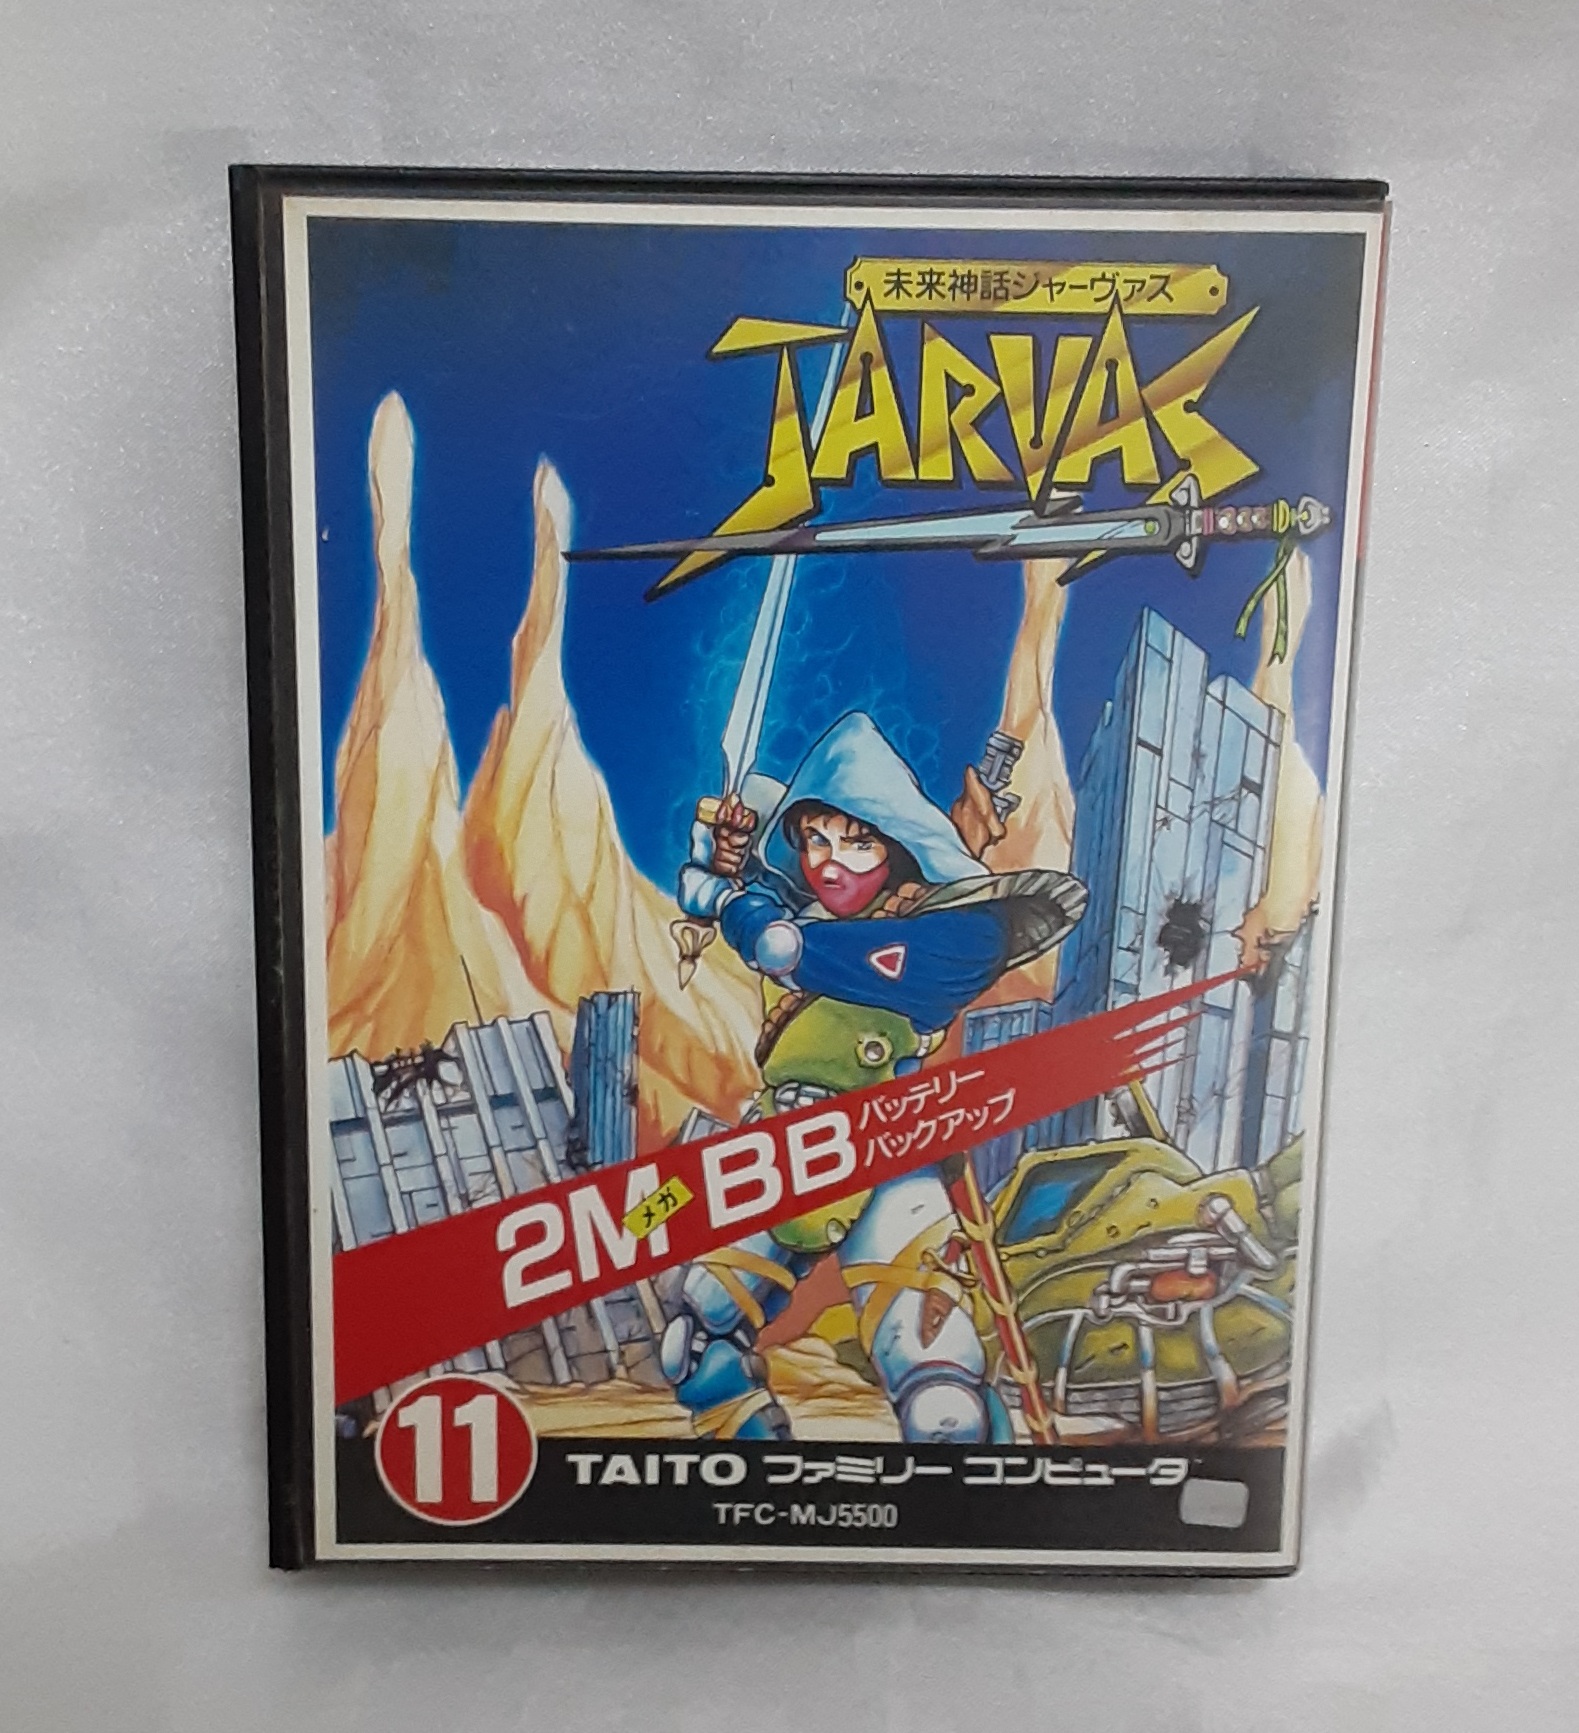 未来神話ジャーヴァス
JARVAS
2M BB
メガ
バッテリー
バックアップ
11
TAITO ファミリー コンピュータ
TFC-MJ5500